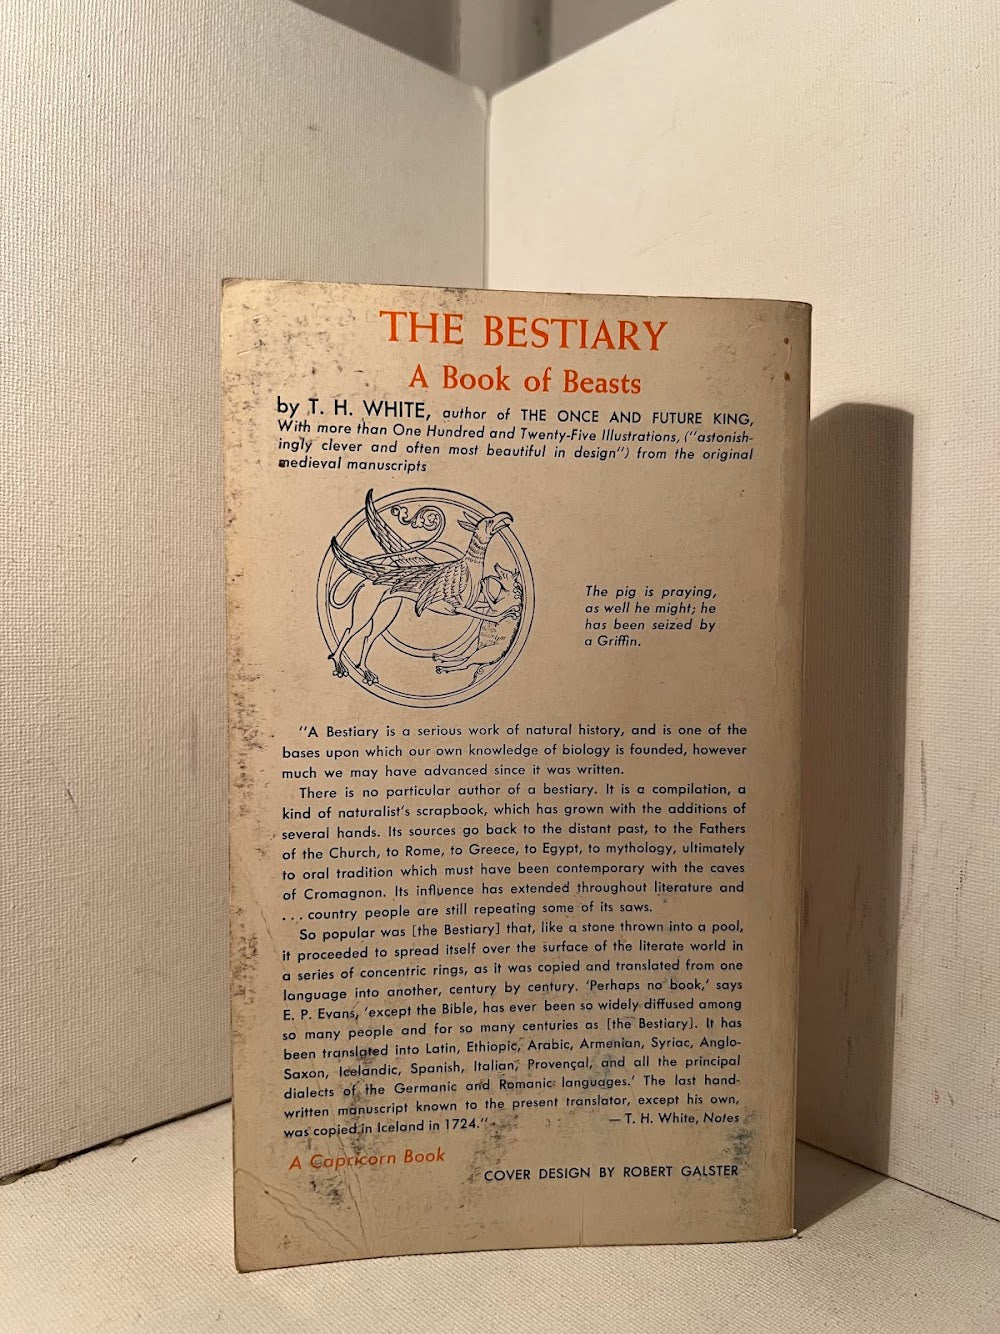 THE BESTIARY
A Book of Beasts
by T. H. WHITE, author of THE ONCE AND FUTURE KING,
With more than One Hundred and Twenty-Five Illustrations, ("astonish-
ingly clever and often most beautiful in design") from the original
medieval manuscripts
The pig is praying,
as well he might; he
has been seized by
a Griffin.
"A Bestiary is a serious work of natural history, and is one of the
bases upon which our own knowledge of biology is founded, however
much we may have advanced since it was written.
There is no particular author of a bestiary. It is a compilation, a
kind of naturalist's scrapbook, which has grown with the additions of
several hands. Its sources go back to the distant past, to the Fathers
of the Church, to Rome, to Greece, to Egypt, to mythology, ultimately
to oral tradition which must have been contemporary with the caves
of Cromagnon. Its influence has extended throughout literature and
... country people are still repeating some of its saws.
So popular was [the Bestiary] that, like a stone thrown into a pool,
it proceeded to spread itself over the surface of the literate world in
a series of concentric rings, as it was copied and translated from one
language into another, century by century. 'Perhaps no book,' says
E. P. Evans, 'except the Bible, has ever been so widely diffused among
so many people and for so many centuries as [the Bestiary]. It has
been translated into Latin, Ethiopic, Arabic, Armenian, Syriac, Anglo-
Saxon, Icelandic, Spanish, Italian, Provençal, and all the principal
dialects of the Germanic and Romanic languages.' The last hand-
written manuscript known to the present translator, except his own,
was copied in Iceland in 1724."
— T. H. White, Notes
A Capricorn Book
COVER DESIGN BY ROBERT GALSTER